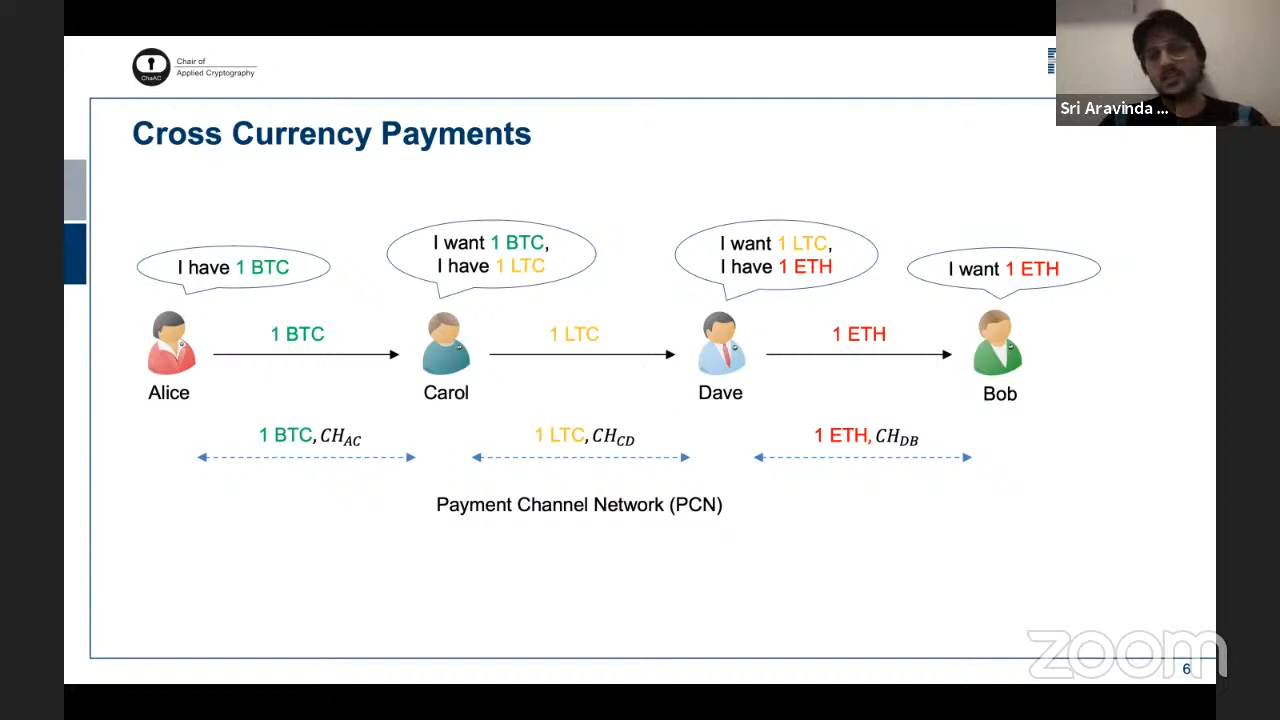 Chair of
Applied Cryptography
ChaAC
Sri Aravinda ...
Cross Currency Payments
I have 1 BTC
I want 1 BTC,
I have 1 LTC
I want 1 LTC,
I have 1 ETH
I want 1 ETH
1 BTC
1 LTC
1 ETH
Alice
Carol
Dave
Bob
1 BTC, CH_AC
1 LTC, CH_CD
1 ETH, CH_DB
Payment Channel Network (PCN)
zoom
6